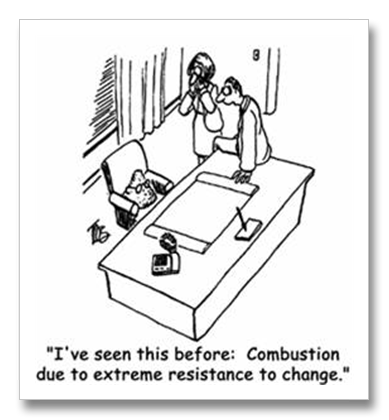 "I've seen this before: Combustion
due to extreme resistance to change."